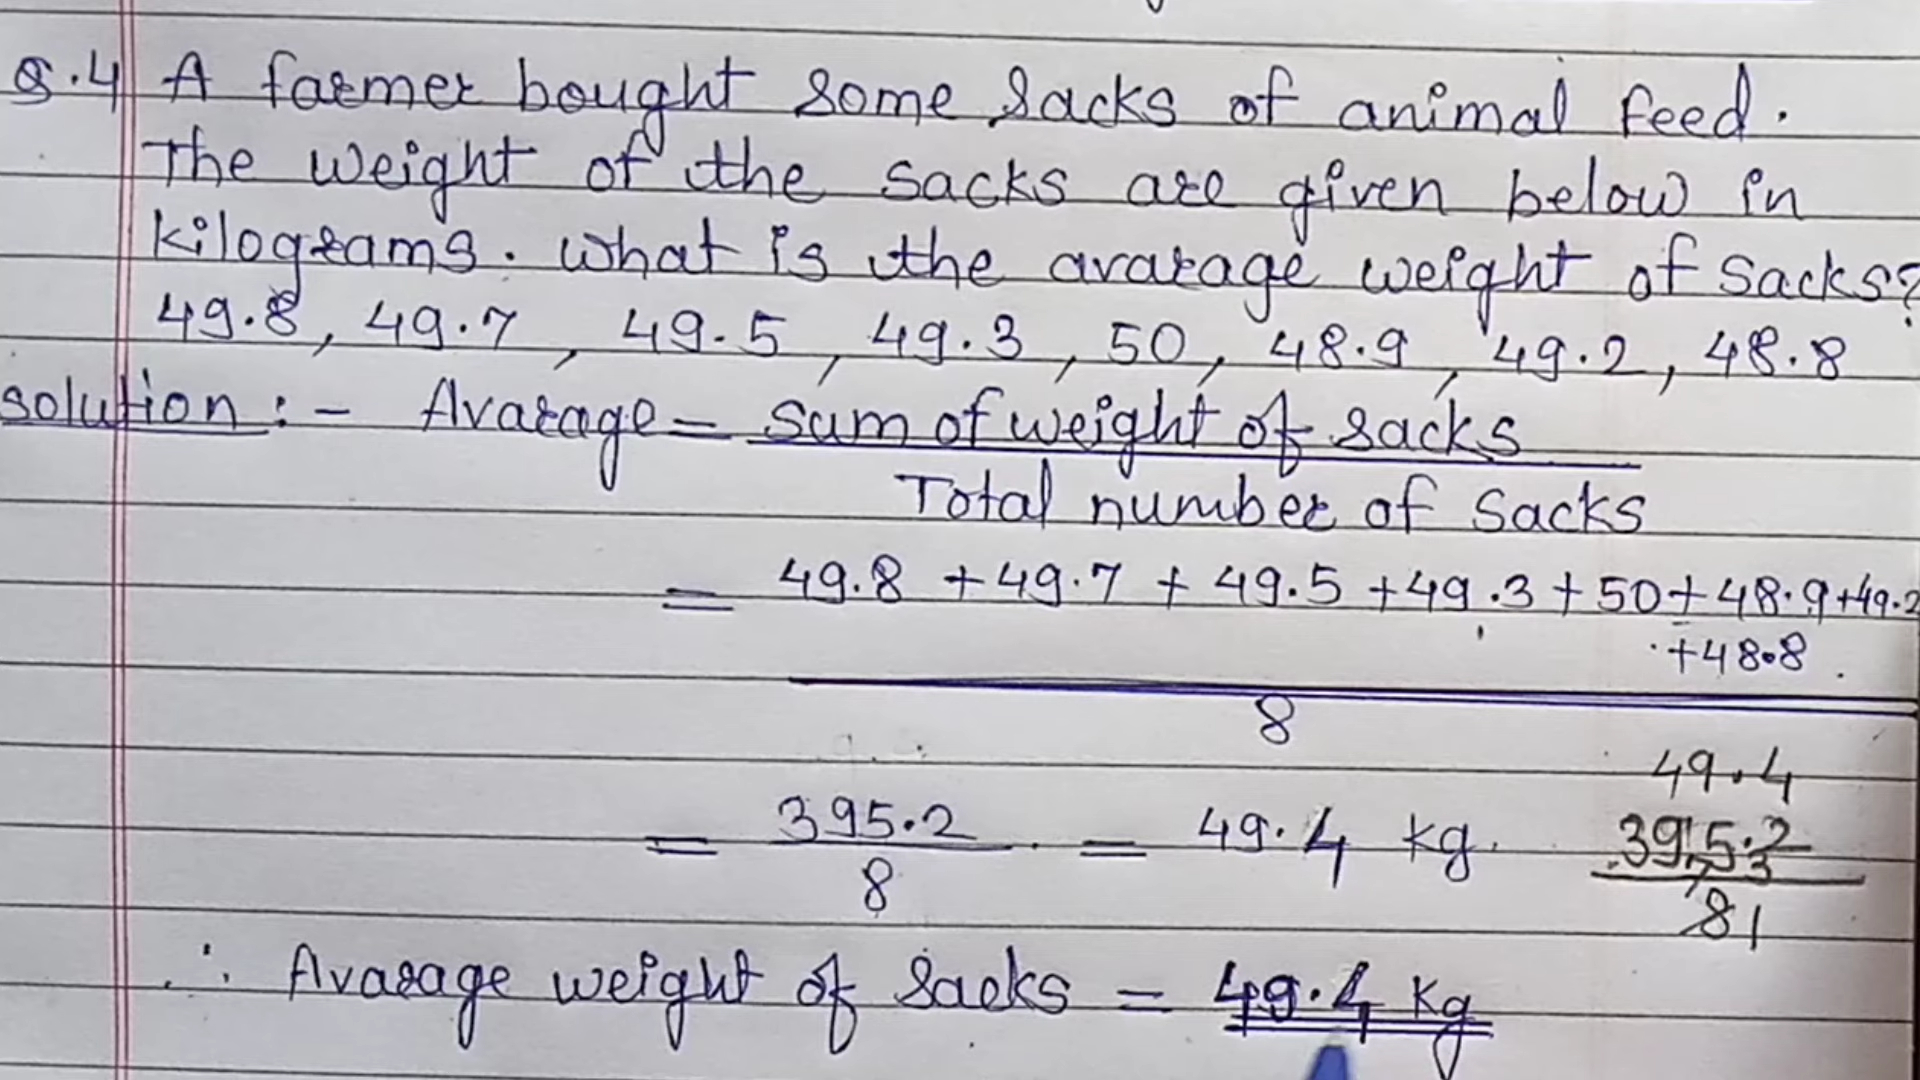 Q.4 A farmer bought some sacks of animal feed.
The weight of the sacks are given below in
kilograms. what is the avarage weight of sacks?
49.8, 49.7, 49.5, 49.3, 50, 48.9, 49.2, 48.8
solution :- Avarage = Sum of weight of sacks
Total number of sacks
= 49.8 + 49.7 + 49.5 + 49.3 + 50 + 48.9 + 49.2
+48.8
8
49.4
= 395.2 = 49.4 kg. 395.2
8
∴ Avarage weight of sacks = 49.4 kg